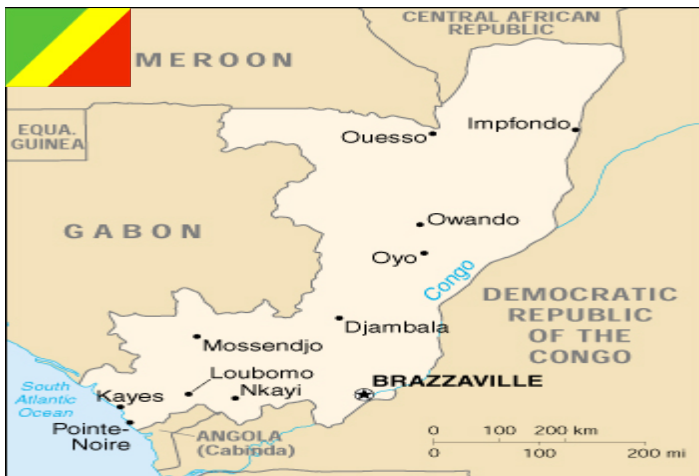 CENTRAL AFRICAN
REPUBLIC
MEROON
EQUA.
GUINEA
Ouesso
Impfondo
GABON
Owando
Oyo
Congo
DEMOCRATIC
REPUBLIC
OF THE
CONGO
Djambala
Mossendjo
Loubomo
BRAZZAVILLE
South
Atlantic
Ocean
Kayes
Nkayi
Pointe-
Noire
ANGOLA
(Cabinda)
0 100 200 km
0 100 200 mi